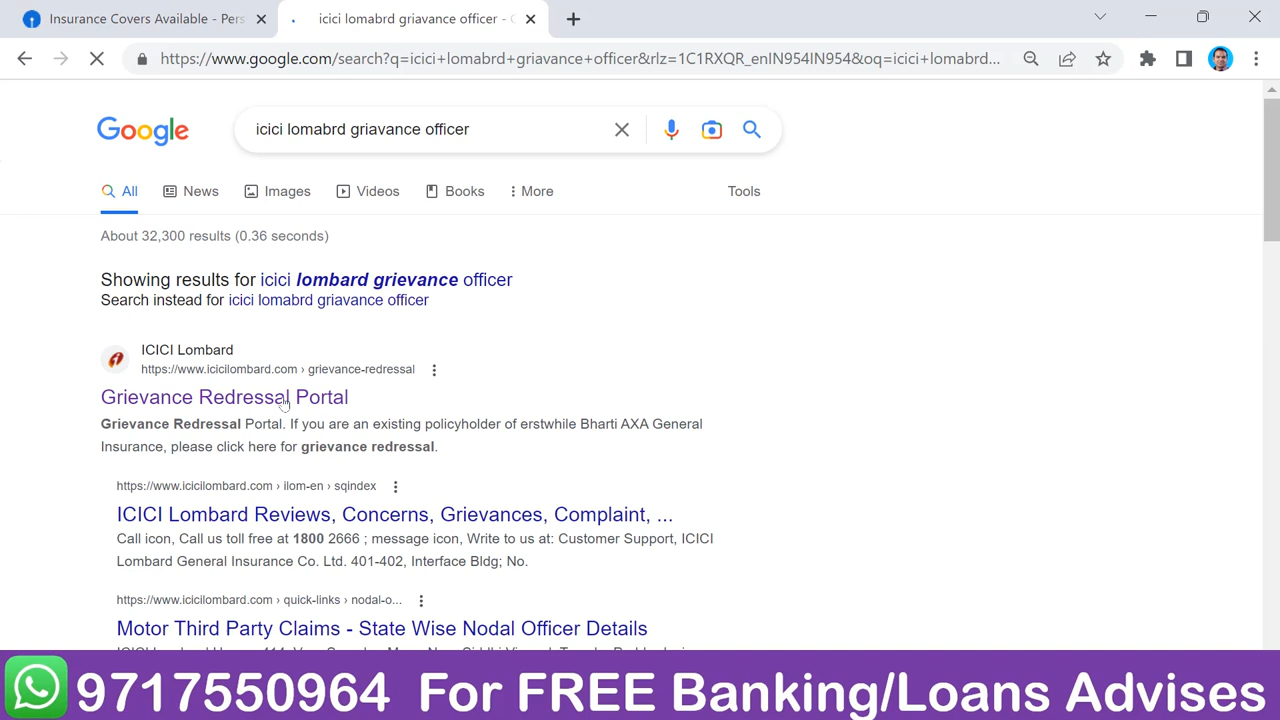 Insurance Covers Available - Pers
icici lomabrd griavance officer - G
https://www.google.com/search?q=icici+lomabrd+griavance+officer&rlz=1C1RXQR_enIN954IN954&oq=icici+lomabrd...
Google
icici lomabrd griavance officer
All
News
Images
Videos
Books
More
Tools
About 32,300 results (0.36 seconds)
Showing results for icici lombard grievance officer
Search instead for icici lomabrd griavance officer
ICICI Lombard
https://www.icicilombard.com › grievance-redressal
Grievance Redressal Portal
Grievance Redressal Portal. If you are an existing policyholder of erstwhile Bharti AXA General
Insurance, please click here for grievance redressal.
https://www.icicilombard.com › ilom-en › sqindex
ICICI Lombard Reviews, Concerns, Grievances, Complaint, ...
Call icon, Call us toll free at 1800 2666 ; message icon, Write to us at: Customer Support, ICICI
Lombard General Insurance Co. Ltd. 401-402, Interface Bldg; No.
https://www.icicilombard.com › quick-links › nodal-o...
Motor Third Party Claims - State Wise Nodal Officer Details
9717550964 For FREE Banking/Loans Advises